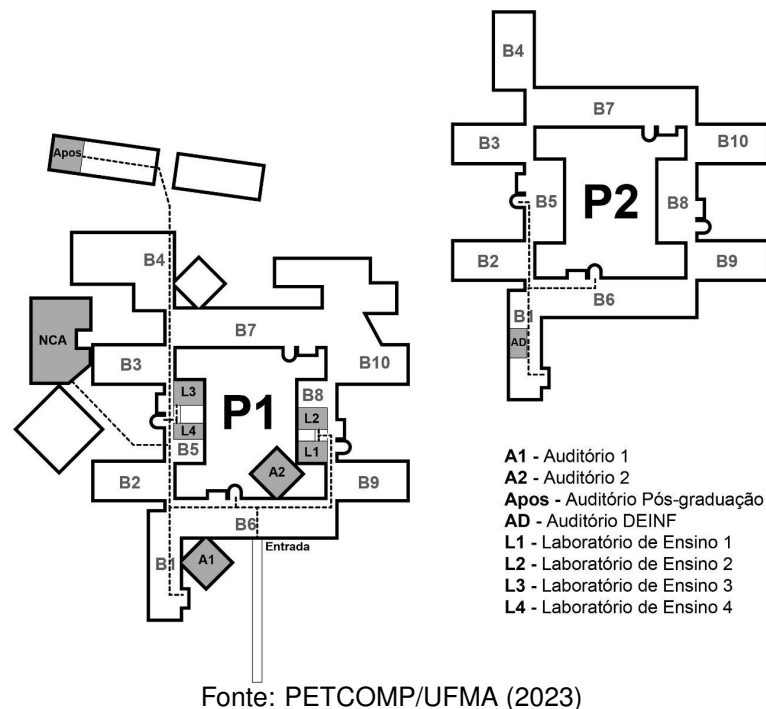 B4
B7
B3
B10
B5
P2
B8
B2
B9
B6
B1
AD
Apos
B4
NCA
B7
B3
B10
L3
P1
B8
L2
L4
B5
L1
A2
B2
B9
B6
Entrada
B1
A1
A1 - Auditório 1
A2 - Auditório 2
Apos - Auditório Pós-graduação
AD - Auditório DEINF
L1 - Laboratório de Ensino 1
L2 - Laboratório de Ensino 2
L3 - Laboratório de Ensino 3
L4 - Laboratório de Ensino 4
Fonte: PETCOMP/UFMA (2023)